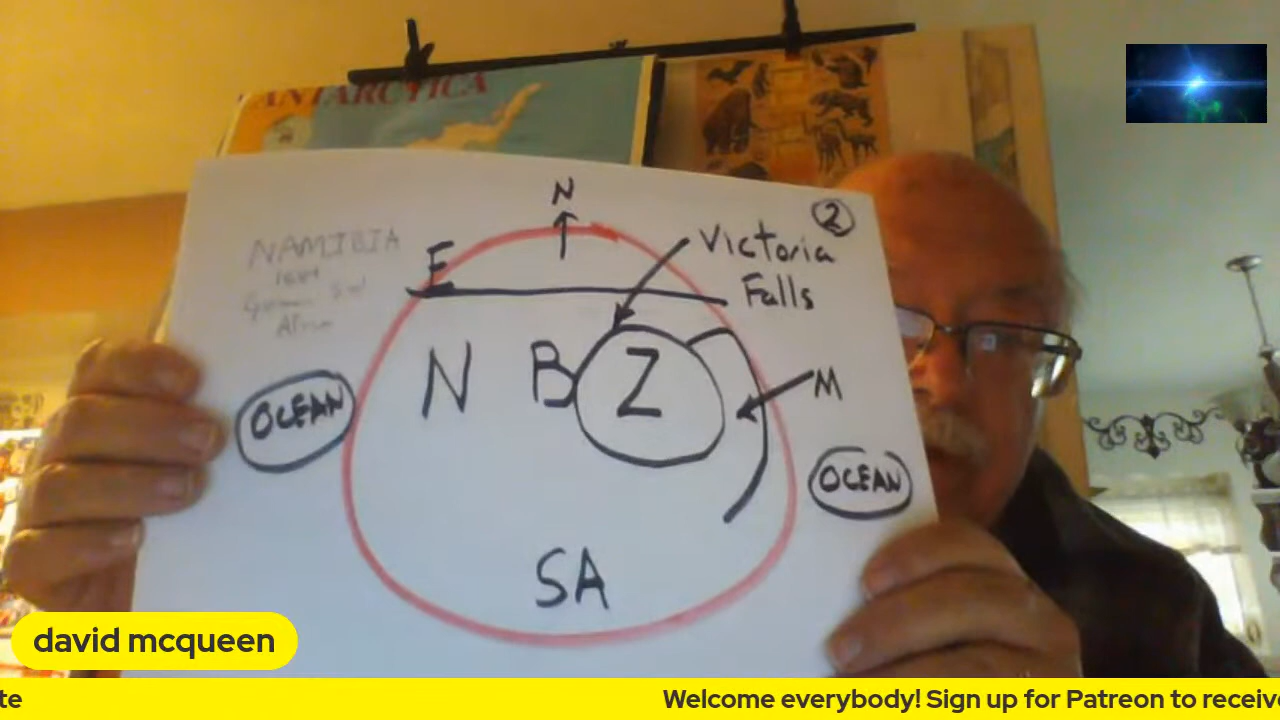 ANTARCTICA
N
2
Victoria
Falls
NAMIBIA
E
N
B
Z
M
OCEAN
OCEAN
SA
david mcqueen
te
Welcome everybody! Sign up for Patreon to receive